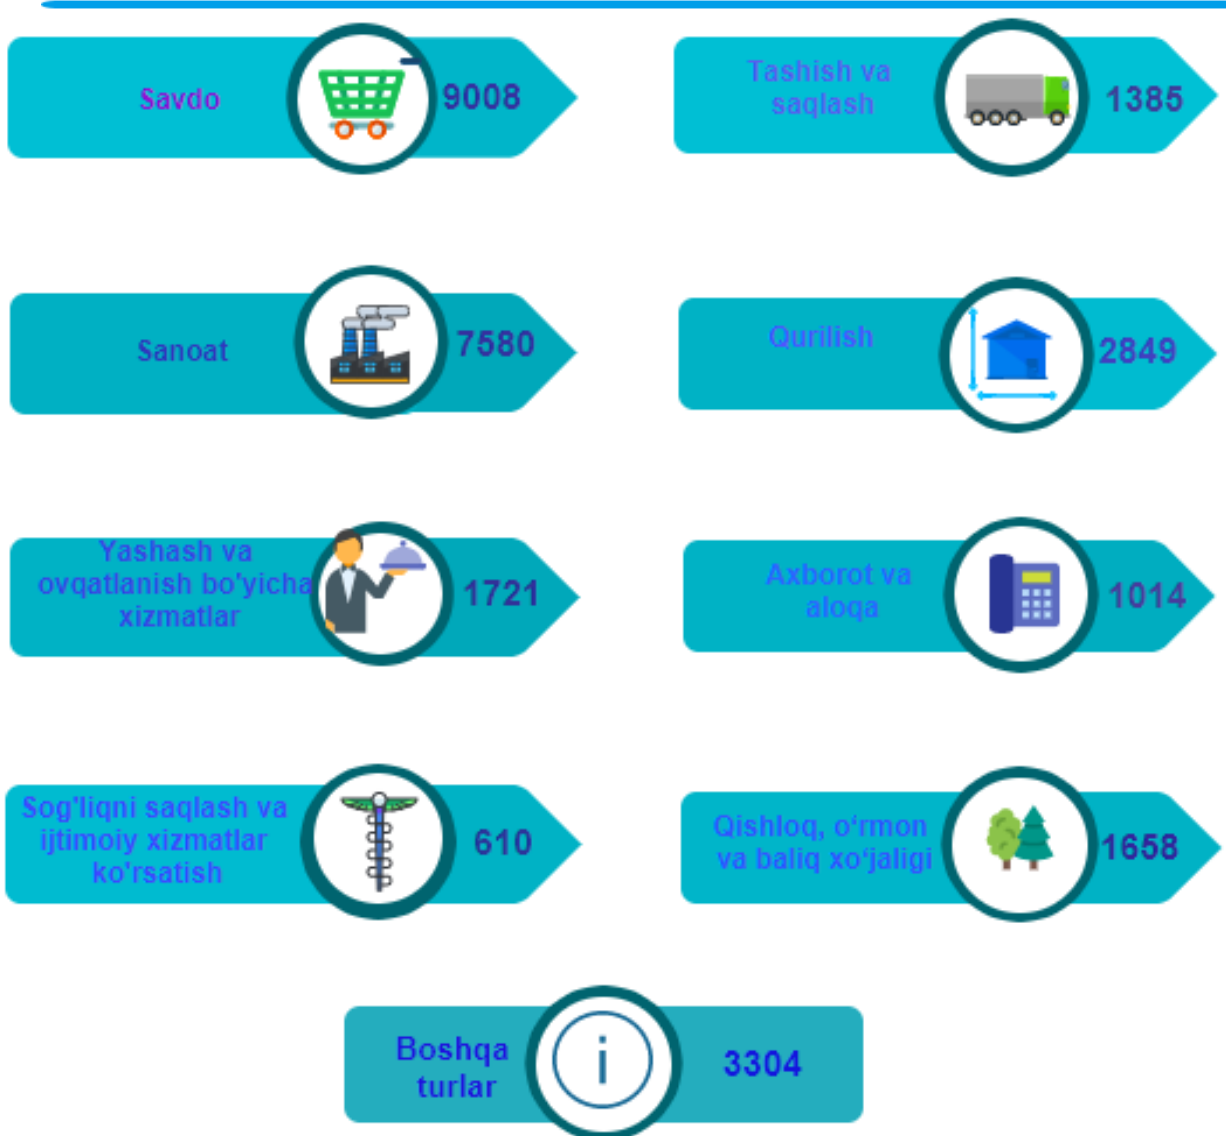 Savdo
9008
Tashish va
saqlash
1385
Sanoat
7580
Qurilish
2849
Yashash va
ovqatlanish bo'yicha
xizmatlar
1721
Axborot va
aloqa
1014
Sog'liqni saqlash va
ijtimoiy xizmatlar
ko'rsatish
610
Qishloq, o‘rmon
va baliq xo‘jaligi
1658
Boshqa
turlar
i
3304